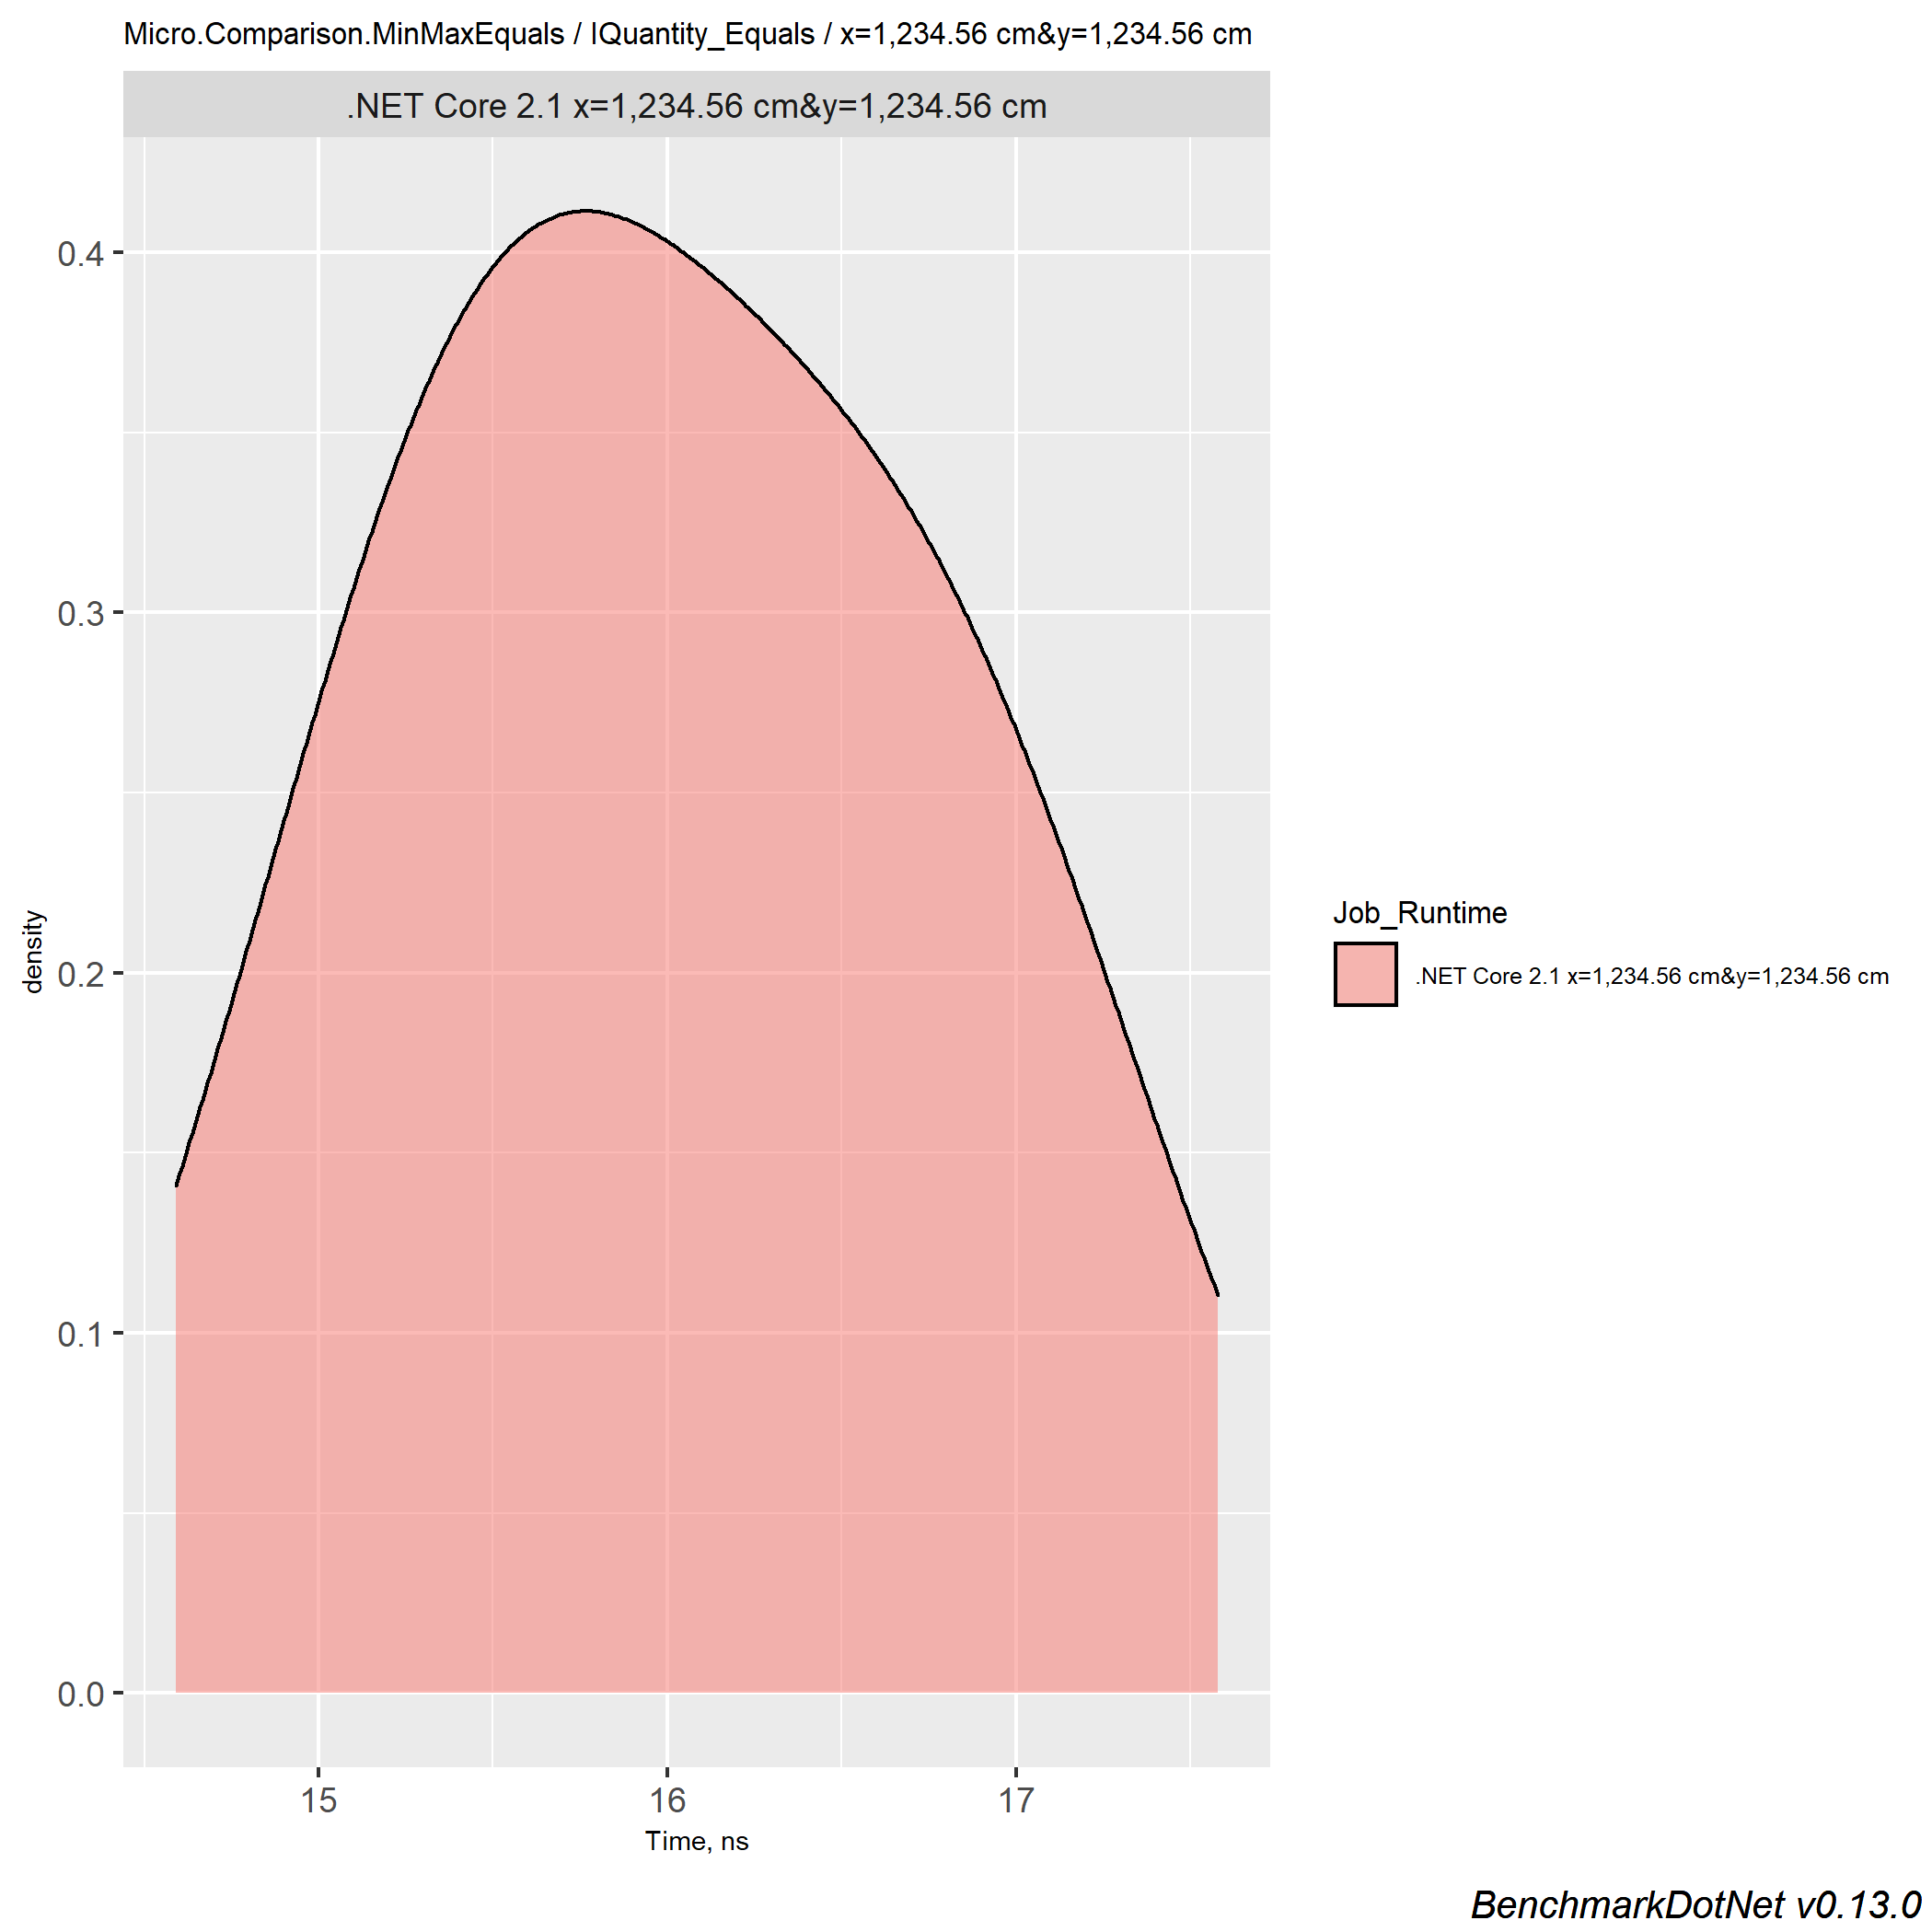 Micro.Comparison.MinMaxEquals / IQuantity_Equals / x=1,234.56 cm&y=1,234.56 cm
.NET Core 2.1 x=1,234.56 cm&y=1,234.56 cm
0.4
0.3
0.2
0.1
0.0
density
15 16 17
Time, ns
Job_Runtime
.NET Core 2.1 x=1,234.56 cm&y=1,234.56 cm
BenchmarkDotNet v0.13.0